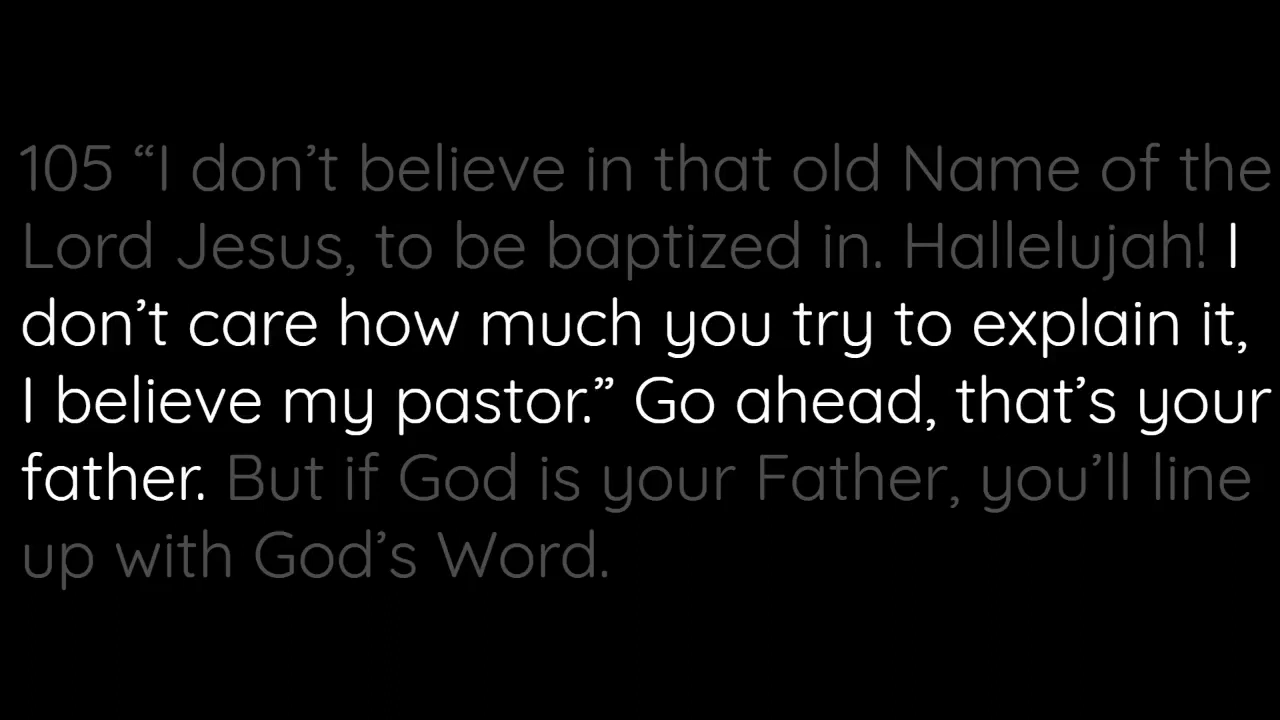 105 “I don’t believe in that old Name of the
Lord Jesus, to be baptized in. Hallelujah! I
don’t care how much you try to explain it,
I believe my pastor.” Go ahead, that’s your
father. But if God is your Father, you’ll line
up with God’s Word.